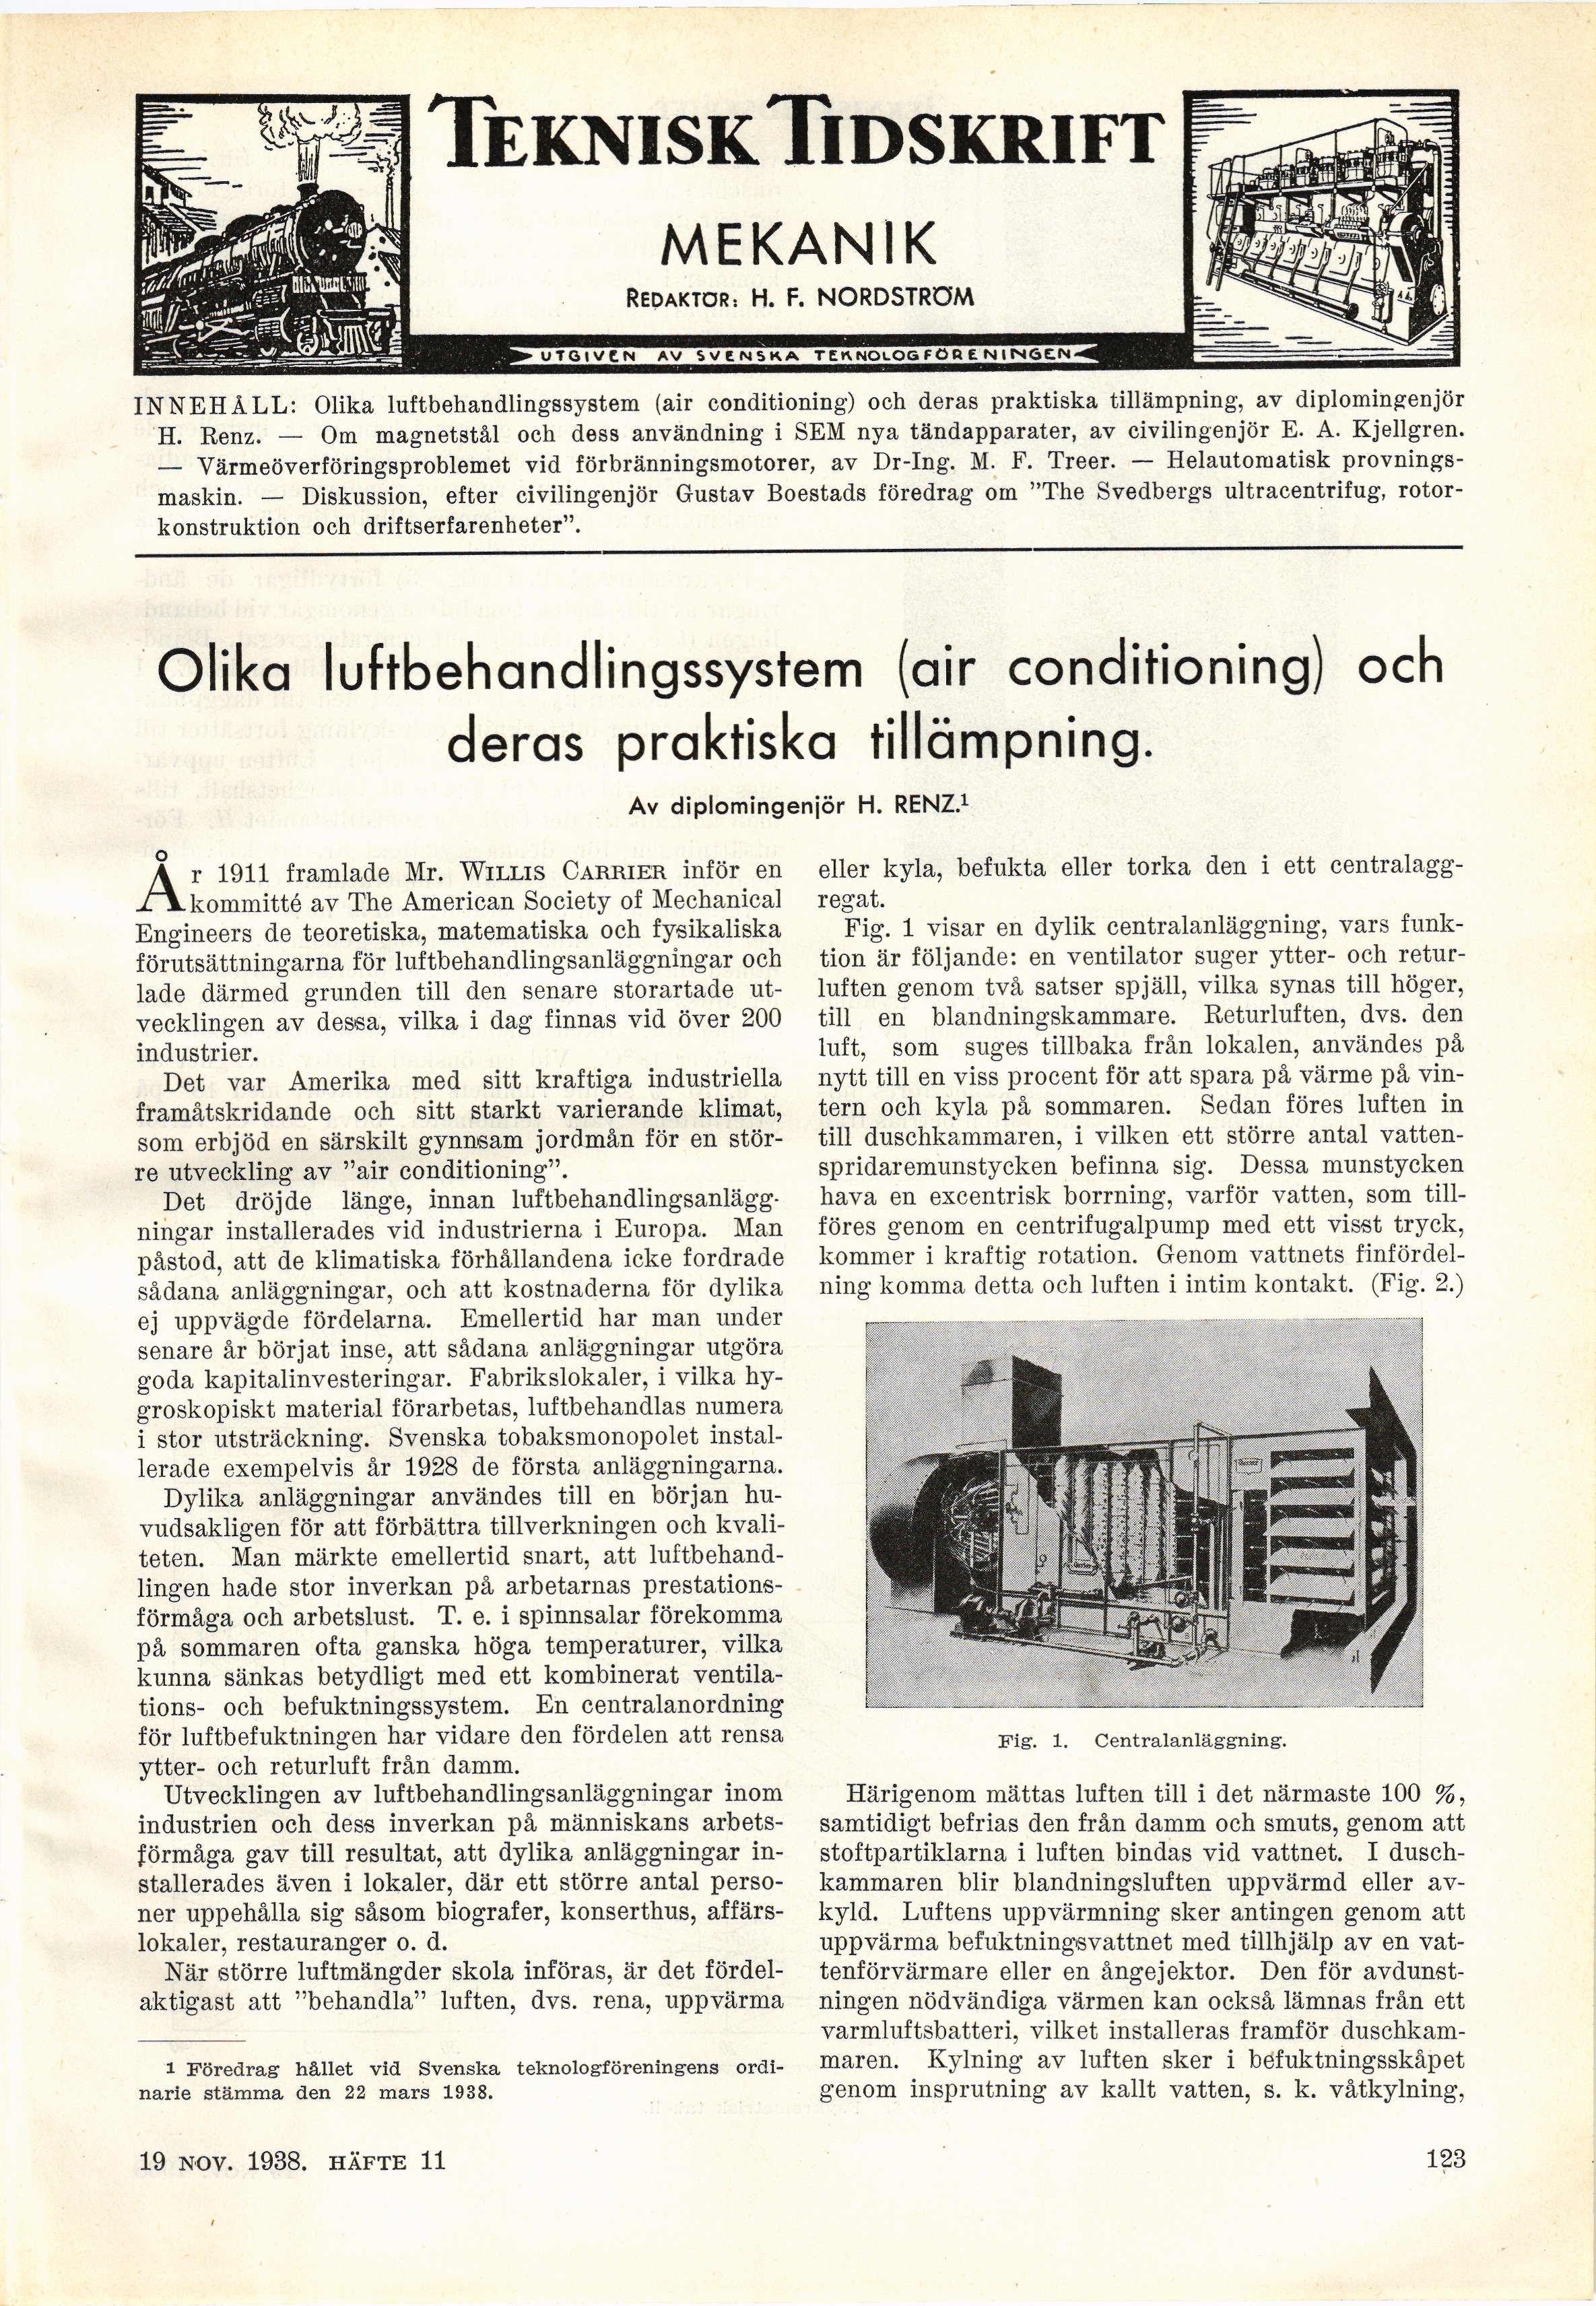 TEKNISK TIDSKRIFT
MEKANIK
REDAKTÖR: H. F. NORDSTRÖM
UTGIVEN AV SVENSKA TEKNOLOGFÖRENINGEN
INNEHÅLL: Olika luftbehandlingssystem (air conditioning) och deras praktiska tillämpning, av diplomingenjör
H. Renz. — Om magnetstål och dess användning i SEM nya tändapparater, av civilingenjör E. A. Kjellgren.
— Värmeöverföringsproblemet vid förbränningsmotorer, av Dr-Ing. M. F. Treer. — Helautomatisk provnings-
maskin. — Diskussion, efter civilingenjör Gustav Boestads föredrag om ”The Svedbergs ultracentrifug, rotor-
konstruktion och driftserfarenheter”.
Olika luftbehandlingssystem (air conditioning) och
deras praktiska tillämpning.
Av diplomingenjör H. RENZ.¹
År 1911 framlade Mr. WILLIS CARRIER inför en
kommitté av The American Society of Mechanical
Engineers de teoretiska, matematiska och fysikaliska
förutsättningarna för luftbehandlingsanläggningar och
lade därmed grunden till den senare storartade ut-
vecklingen av dessa, vilka i dag finnas vid över 200
industrier.
Det var Amerika med sitt kraftiga industriella
framåtskridande och sitt starkt varierande klimat,
som erbjöd en särskilt gynnsam jordmån för en stör-
re utveckling av ”air conditioning”.
Det dröjde länge, innan luftbehandlingsanlägg-
ningar installerades vid industrierna i Europa. Man
påstod, att de klimatiska förhållandena icke fordrade
sådana anläggningar, och att kostnaderna för dylika
ej uppvägde fördelarna. Emellertid har man under
senare år börjat inse, att sådana anläggningar utgöra
goda kapitalinvesteringar. Fabrikslokaler, i vilka hy-
groskopiskt material förarbetas, luftbehandlas numera
i stor utsträckning. Svenska tobaksmonopolet instal-
lerade exempelvis år 1928 de första anläggningarna.
Dylika anläggningar användes till en början hu-
vudsakligen för att förbättra tillverkningen och kvali-
teten. Man märkte emellertid snart, att luftbehand-
lingen hade stor inverkan på arbetarnas prestations-
förmåga och arbetslust. T. e. i spinnsalar förekomma
på sommaren ofta ganska höga temperaturer, vilka
kunna sänkas betydligt med ett kombinerat ventila-
tions- och befuktningssystem. En centralanordning
för luftbefuktningen har vidare den fördelen att rensa
ytter- och returluft från damm.
Utvecklingen av luftbehandlingsanläggningar inom
industrien och dess inverkan på människans arbets-
förmåga gav till resultat, att dylika anläggningar in-
stallerades även i lokaler, där ett större antal perso-
ner uppehålla sig såsom biografer, konserthus, affärs-
lokaler, restauranger o. d.
När större luftmängder skola införas, är det fördel-
aktigast att ”behandla” luften, dvs. rena, uppvärma
1 Föredrag hållet vid Svenska teknologföreningens ordi-
narie stämma den 22 mars 1938.
eller kyla, befukta eller torka den i ett centralagg-
regat.
Fig. 1 visar en dylik centralanläggning, vars funk-
tion är följande: en ventilator suger ytter- och retur-
luften genom två satser spjäll, vilka synas till höger,
till en blandningskammare. Returluften, dvs. den
luft, som suges tillbaka från lokalen, användes på
nytt till en viss procent för att spara på värme på vin-
tern och kyla på sommaren. Sedan föres luften in
till duschkammaren, i vilken ett större antal vatten-
spridaremunstycken befinna sig. Dessa munstycken
hava en excentrisk borrning, varför vatten, som till-
föres genom en centrifugalpump med ett visst tryck,
kommer i kraftig rotation. Genom vattnets finfördel-
ning komma detta och luften i intim kontakt. (Fig. 2.)
Fig. 1. Centralanläggning.
Härigenom mättas luften till i det närmaste 100 %,
samtidigt befrias den från damm och smuts, genom att
stoftpartiklarna i luften bindas vid vattnet. I dusch-
kammaren blir blandningsluften uppvärmd eller av-
kyld. Luftens uppvärmning sker antingen genom att
uppvärma befuktningsvattnet med tillhjälp av en vat-
tenförvärmare eller en ångejektor. Den för avdunst-
ningen nödvändiga värmen kan också lämnas från ett
varmluftsbatteri, vilket installeras framför duschkam-
maren. Kylning av luften sker i befuktningsskåpet
genom insprutning av kallt vatten, s. k. våtkylning,
19 NOV. 1938. HÄFTE 11
123